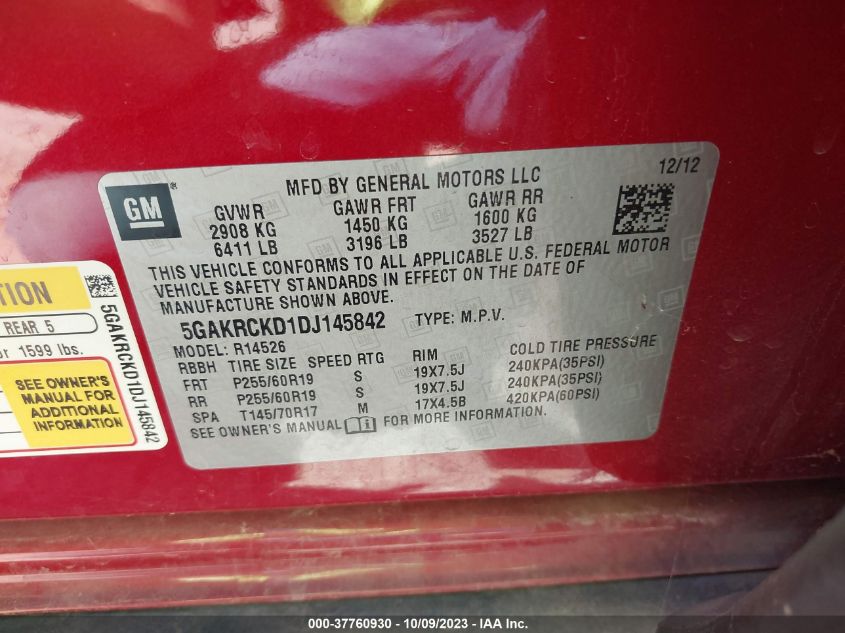 12/12
GM
MFD BY GENERAL MOTORS LLC
GVWR GAWR FRT GAWR RR
2908 KG 1450 KG 1600 KG
6411 LB 3196 LB 3527 LB
THIS VEHICLE CONFORMS TO ALL APPLICABLE U.S. FEDERAL MOTOR
VEHICLE SAFETY STANDARDS IN EFFECT ON THE DATE OF
MANUFACTURE SHOWN ABOVE.
5GAKRCKD1DJ145842 TYPE: M.P.V.
MODEL: R14526
RBBH TIRE SIZE SPEED RTG RIM COLD TIRE PRESSURE
FRT P255/60R19 S 19X7.5J 240KPA(35PSI)
RR P255/60R19 S 19X7.5J 240KPA(35PSI)
SPA T145/70R17 M 17X4.5B 420KPA(60PSI)
SEE OWNER'S MANUAL FOR MORE INFORMATION.
REAR 5
or 1599 lbs.
SEE OWNER'S
MANUAL FOR
ADDITIONAL
INFORMATION
5GAKRCKD1DJ145842
000-37760930 - 10/09/2023 - IAA Inc.